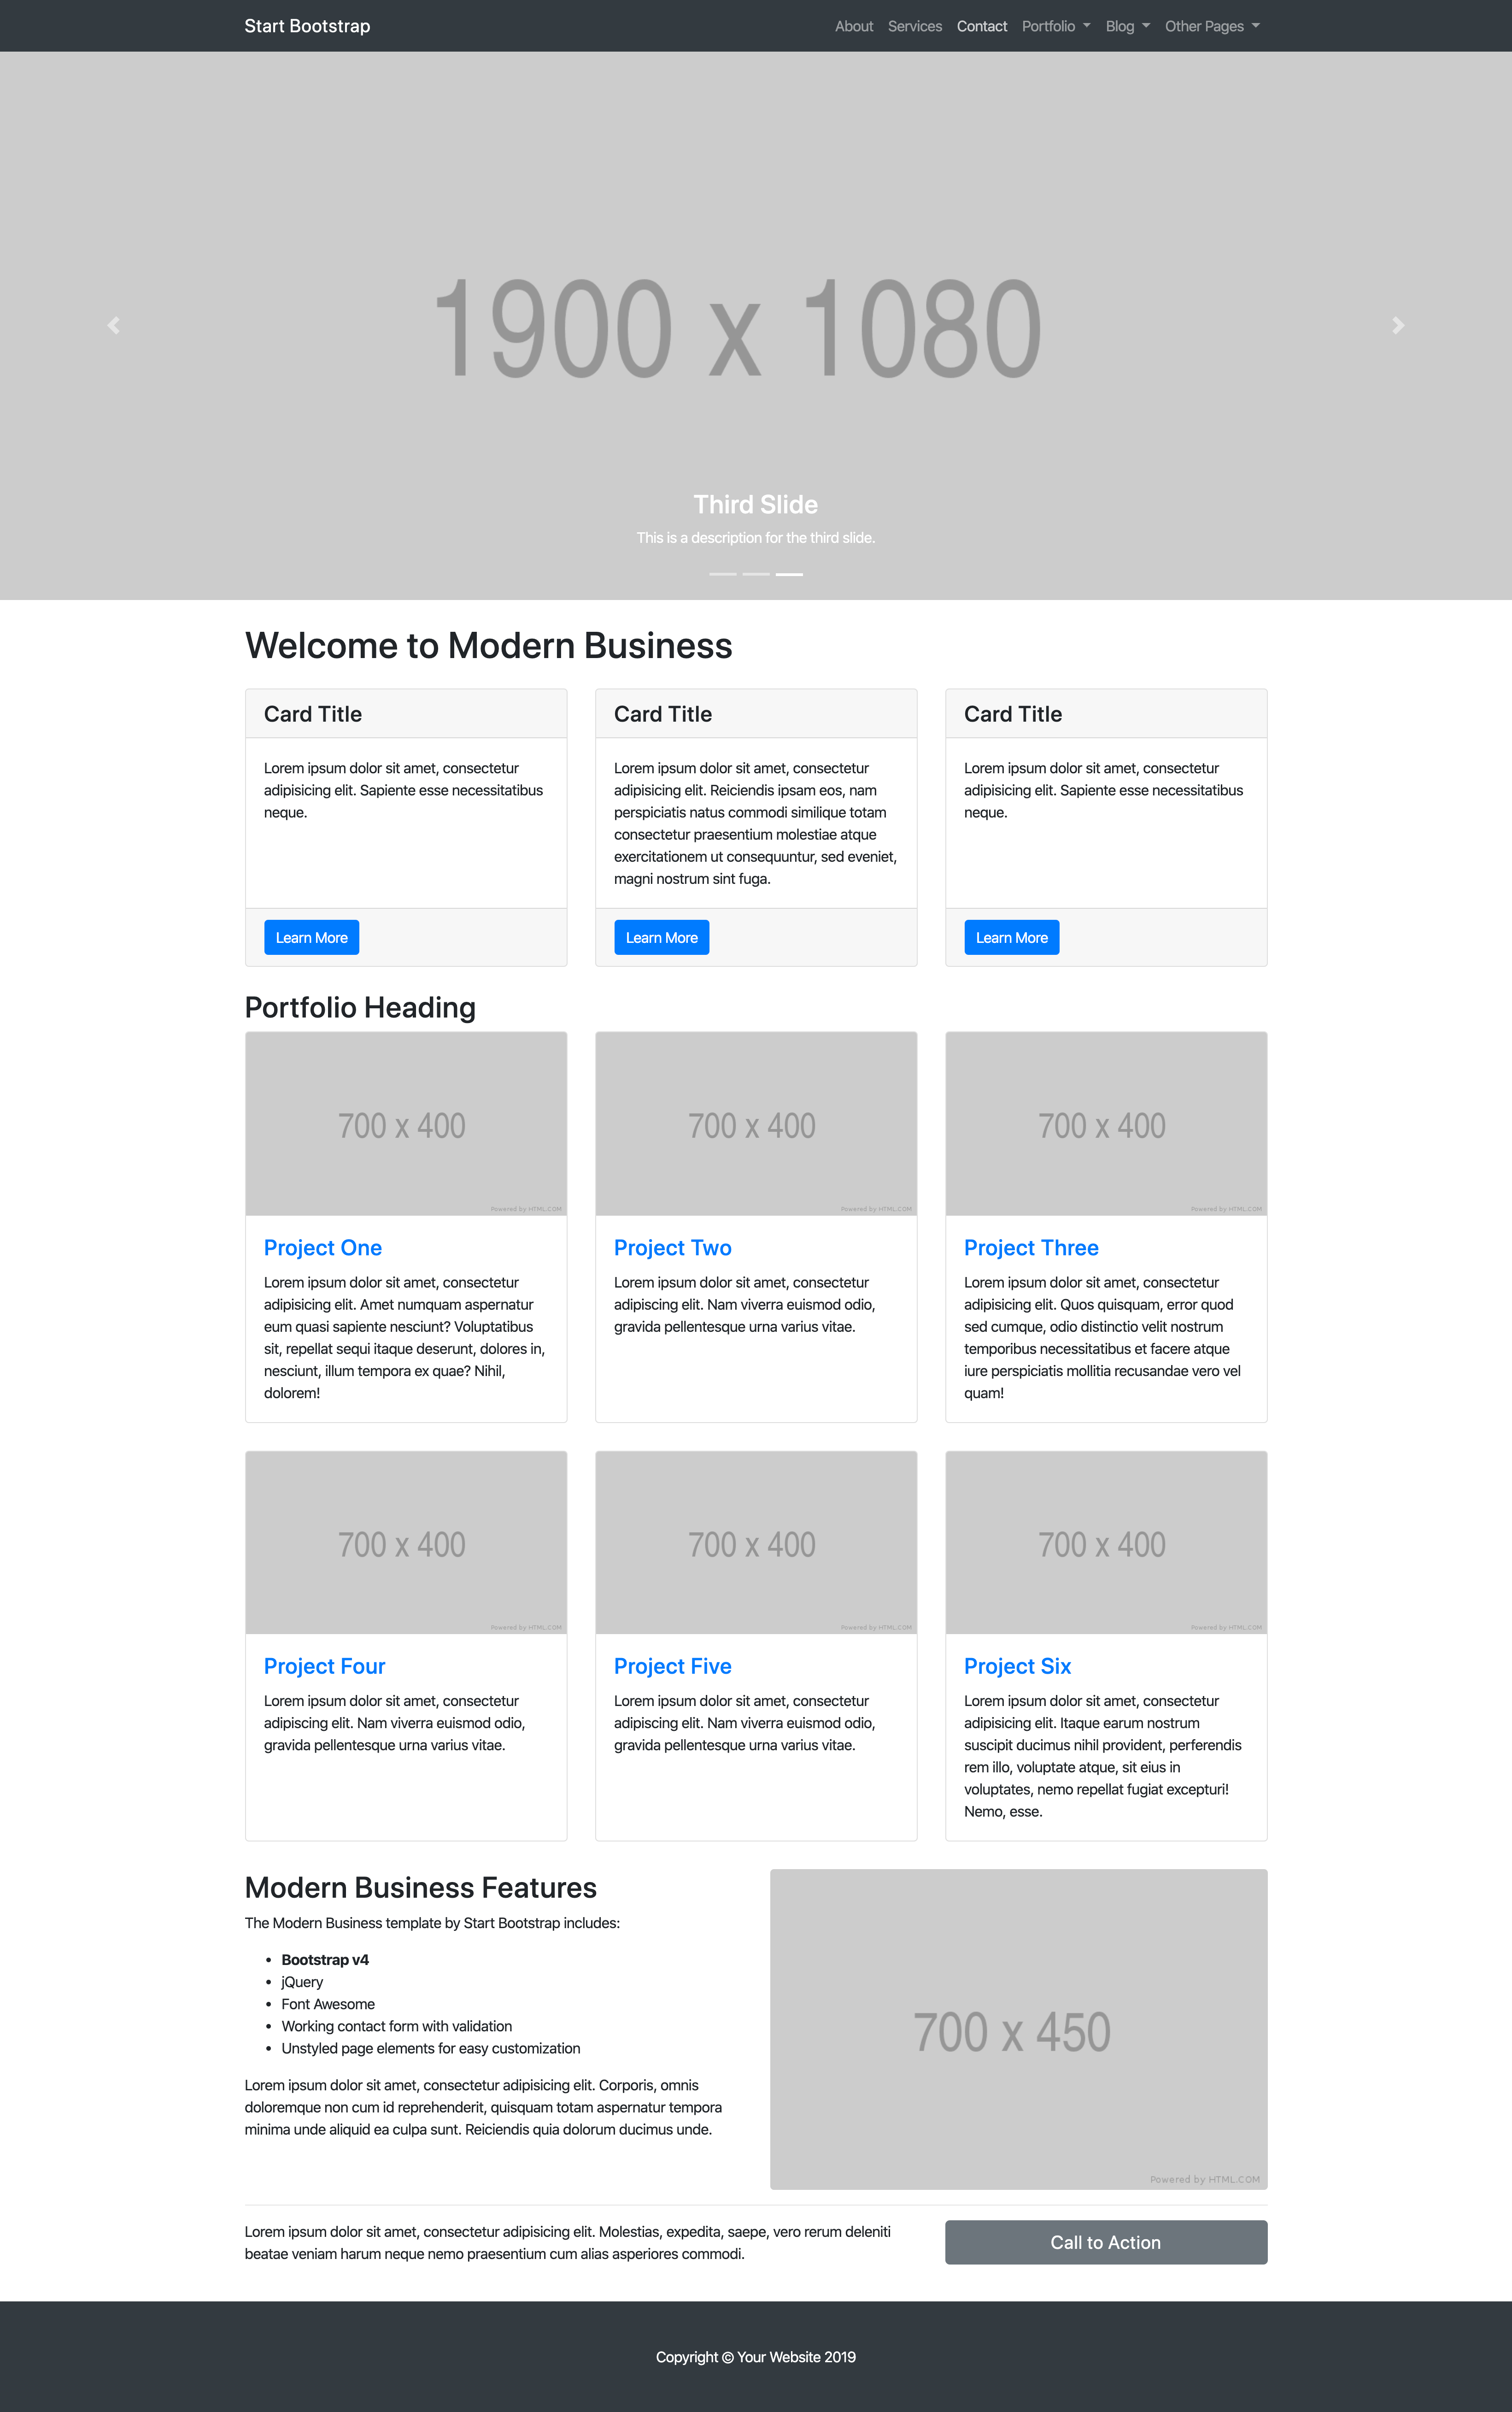 Start Bootstrap
About Services Contact Portfolio Blog Other Pages
1900 x 1080
Third Slide
This is a description for the third slide.
Welcome to Modern Business
Card Title
Lorem ipsum dolor sit amet, consectetur
adipisicing elit. Sapiente esse necessitatibus
neque.
Learn More
Card Title
Lorem ipsum dolor sit amet, consectetur
adipisicing elit. Reiciendis ipsam eos, nam
perspiciatis natus commodi similique totam
consectetur praesentium molestiae atque
exercitationem ut consequuntur, sed eveniet,
magni nostrum sint fuga.
Learn More
Card Title
Lorem ipsum dolor sit amet, consectetur
adipisicing elit. Sapiente esse necessitatibus
neque.
Learn More
Portfolio Heading
700 x 400
Powered by HTML.COM
Project One
Lorem ipsum dolor sit amet, consectetur
adipisicing elit. Amet numquam aspernatur
eum quasi sapiente nesciunt? Voluptatibus
sit, repellat sequi itaque deserunt, dolores in,
nesciunt, illum tempora ex quae? Nihil,
dolorem!
700 x 400
Powered by HTML.COM
Project Two
Lorem ipsum dolor sit amet, consectetur
adipiscing elit. Nam viverra euismod odio,
gravida pellentesque urna varius vitae.
700 x 400
Powered by HTML.COM
Project Three
Lorem ipsum dolor sit amet, consectetur
adipisicing elit. Quos quisquam, error quod
sed cumque, odio distinctio velit nostrum
temporibus necessitatibus et facere atque
iure perspiciatis mollitia recusandae vero vel
quam!
700 x 400
Powered by HTML.COM
Project Four
Lorem ipsum dolor sit amet, consectetur
adipiscing elit. Nam viverra euismod odio,
gravida pellentesque urna varius vitae.
700 x 400
Powered by HTML.COM
Project Five
Lorem ipsum dolor sit amet, consectetur
adipiscing elit. Nam viverra euismod odio,
gravida pellentesque urna varius vitae.
700 x 400
Powered by HTML.COM
Project Six
Lorem ipsum dolor sit amet, consectetur
adipisicing elit. Itaque earum nostrum
suscipit ducimus nihil provident, perferendis
rem illo, voluptate atque, sit eius in
voluptates, nemo repellat fugiat excepturi!
Nemo, esse.
Modern Business Features
The Modern Business template by Start Bootstrap includes:
• Bootstrap v4
• jQuery
• Font Awesome
• Working contact form with validation
• Unstyled page elements for easy customization
Lorem ipsum dolor sit amet, consectetur adipisicing elit. Corporis, omnis
doloremque non cum id reprehenderit, quisquam totam aspernatur tempora
minima unde aliquid ea culpa sunt. Reiciendis quia dolorum ducimus unde.
700 x 450
Powered by HTML.COM
Lorem ipsum dolor sit amet, consectetur adipisicing elit. Molestias, expedita, saepe, vero rerum deleniti
beatae veniam harum neque nemo praesentium cum alias asperiores commodi.
Call to Action
Copyright © Your Website 2019